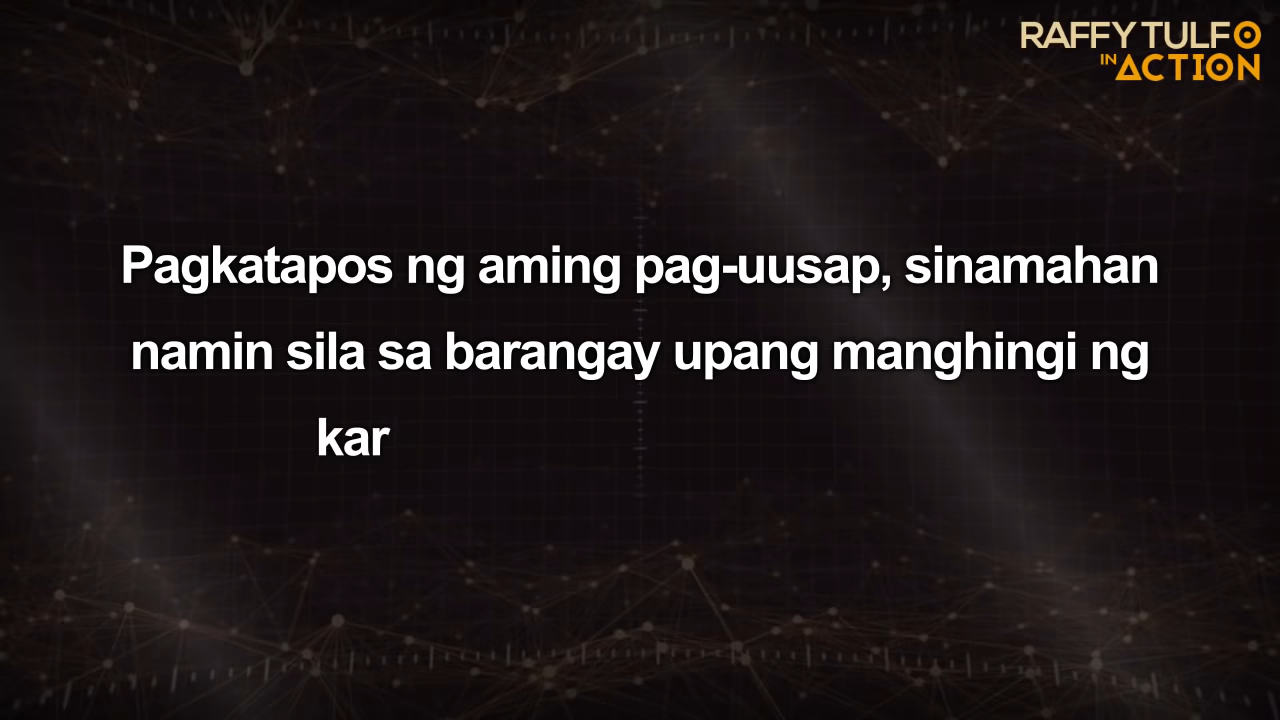 RAFFY TULFO
IN ACTION
Pagkatapos ng aming pag-uusap, sinamahan
namin sila sa barangay upang manghingi ng
kar